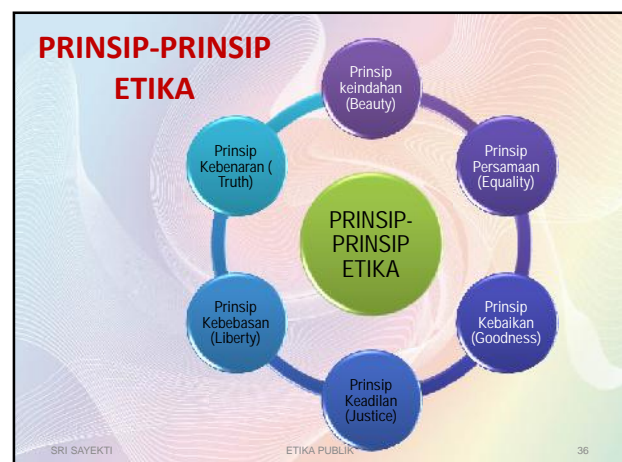 PRINSIP-PRINSIP
ETIKA
Prinsip
keindahan
(Beauty)
Prinsip
Persamaan
(Equality)
Prinsip
Kebaikan
(Goodness)
Prinsip
Keadilan
(Justice)
Prinsip
Kebebasan
(Liberty)
Prinsip
Kebenaran (
Truth)
PRINSIP-
PRINSIP
ETIKA
SRI SAYEKTI
ETIKA PUBLIK
36